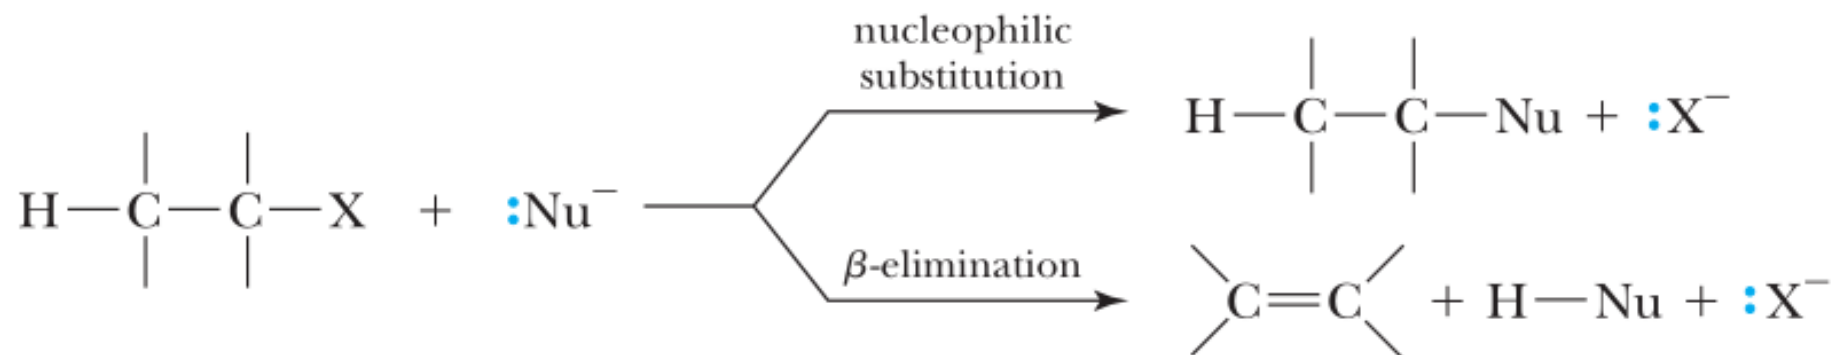 nucleophilic
substitution
H—C—C—Nu + :X⁻
H—C—C—X + :Nu⁻
β-elimination
C=C + H—Nu + :X⁻